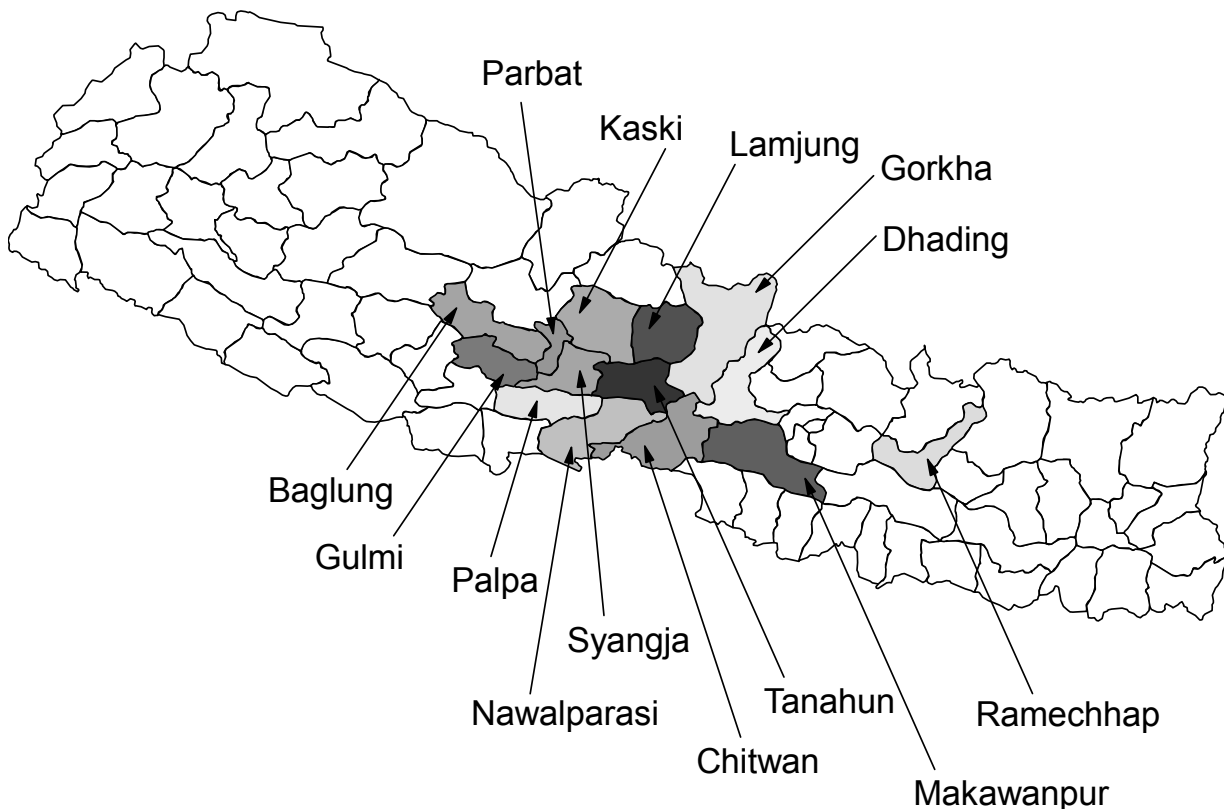 Parbat
Kaski
Lamjung
Gorkha
Dhading
Baglung
Gulmi
Palpa
Syangja
Nawalparasi
Tanahun
Chitwan
Ramechhap
Makawanpur